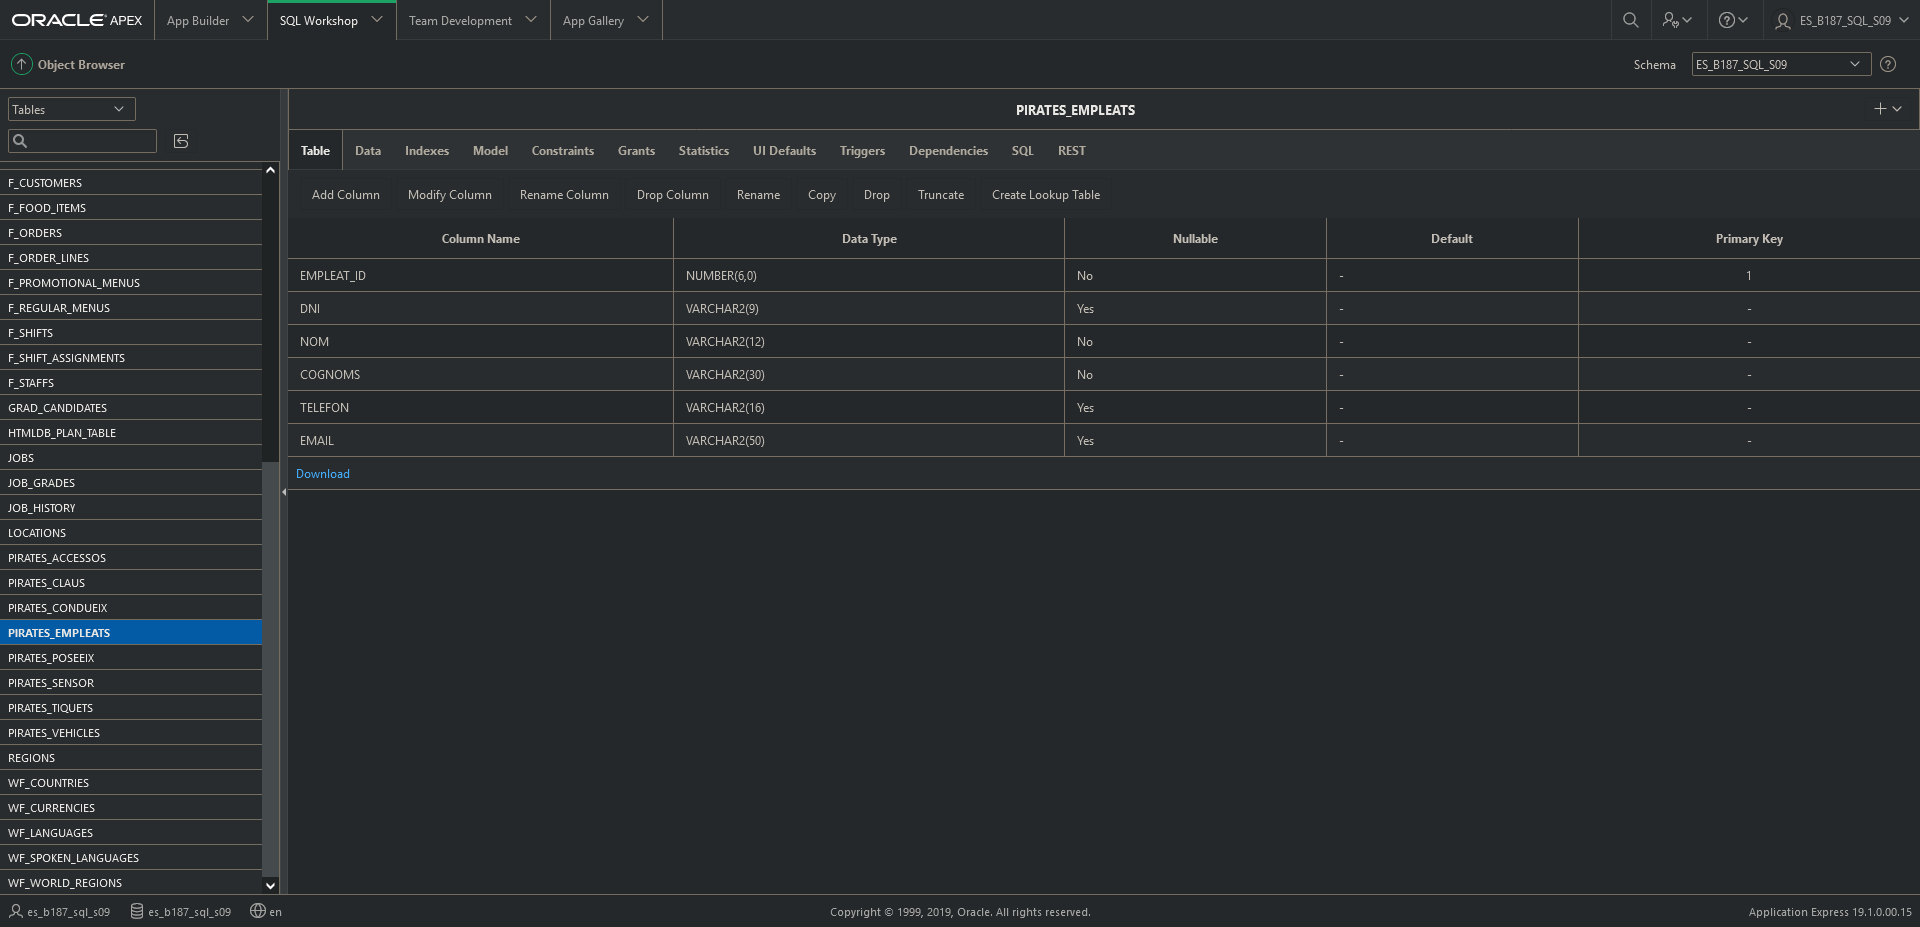 ORACLE APEX App Builder SQL Workshop Team Development App Gallery ES_B187_SQL_S09
Object Browser Schema ES_B187_SQL_S09
Tables
PIRATES_EMPLEATS
Table Data Indexes Model Constraints Grants Statistics UI Defaults Triggers Dependencies SQL REST
Add Column Modify Column Rename Column Drop Column Rename Copy Drop Truncate Create Lookup Table
Column Name Data Type Nullable Default Primary Key
EMPLEAT_ID NUMBER(6,0) No - 1
DNI VARCHAR2(9) Yes - -
NOM VARCHAR2(12) No - -
COGNOMS VARCHAR2(30) No - -
TELEFON VARCHAR2(16) Yes - -
EMAIL VARCHAR2(50) Yes - -
Download
F_CUSTOMERS
F_FOOD_ITEMS
F_ORDERS
F_ORDER_LINES
F_PROMOTIONAL_MENUS
F_REGULAR_MENUS
F_SHIFTS
F_SHIFT_ASSIGNMENTS
F_STAFFS
GRAD_CANDIDATES
HTMLDB_PLAN_TABLE
JOBS
JOB_GRADES
JOB_HISTORY
LOCATIONS
PIRATES_ACCESSOS
PIRATES_CLAUS
PIRATES_CONDUEIX
PIRATES_EMPLEATS
PIRATES_POSEEIX
PIRATES_SENSOR
PIRATES_TIQUETS
PIRATES_VEHICLES
REGIONS
WF_COUNTRIES
WF_CURRENCIES
WF_LANGUAGES
WF_SPOKEN_LANGUAGES
WF_WORLD_REGIONS
es_b187_sql_s09 es_b187_sql_s09 en Copyright © 1999, 2019, Oracle. All rights reserved. Application Express 19.1.0.00.15